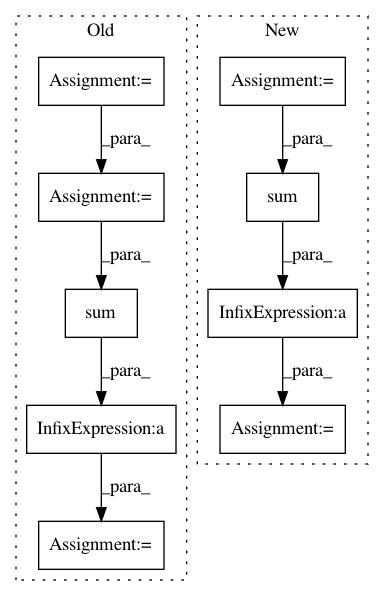 Old
Assignment:=
_para_
Assignment:=
_para_
sum
_para_
InfixExpression:a
_para_
Assignment:=
New
Assignment:=
_para_
sum
_para_
InfixExpression:a
_para_
Assignment:=